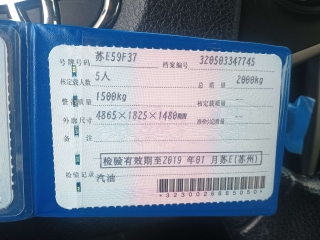 号牌号码 苏E59F37 档案编号 320503347745
核定载人数 5人 总质量 2000kg
整备质量 1500kg 核定载质量 --
外廓尺寸 4865×1825×1480mm 准牵引总质量 --
备注
检验有效期至2019年01月苏E(苏州)
检验记录 汽油
*3230026665050*